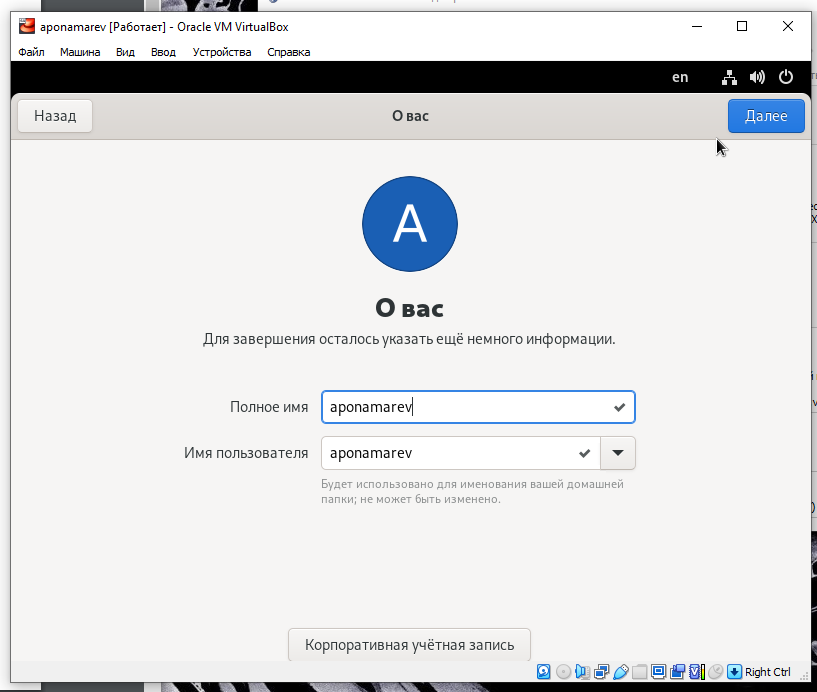 aponamarev [Работает] - Oracle VM VirtualBox
Файл Машина Вид Ввод Устройства Справка
en
Назад О вас Далее
A
О вас
Для завершения осталось указать ещё немного информации.
Полное имя aponamarev
Имя пользователя aponamarev
Будет использовано для именования вашей домашней
папки; не может быть изменено.
Корпоративная учётная запись
Right Ctrl